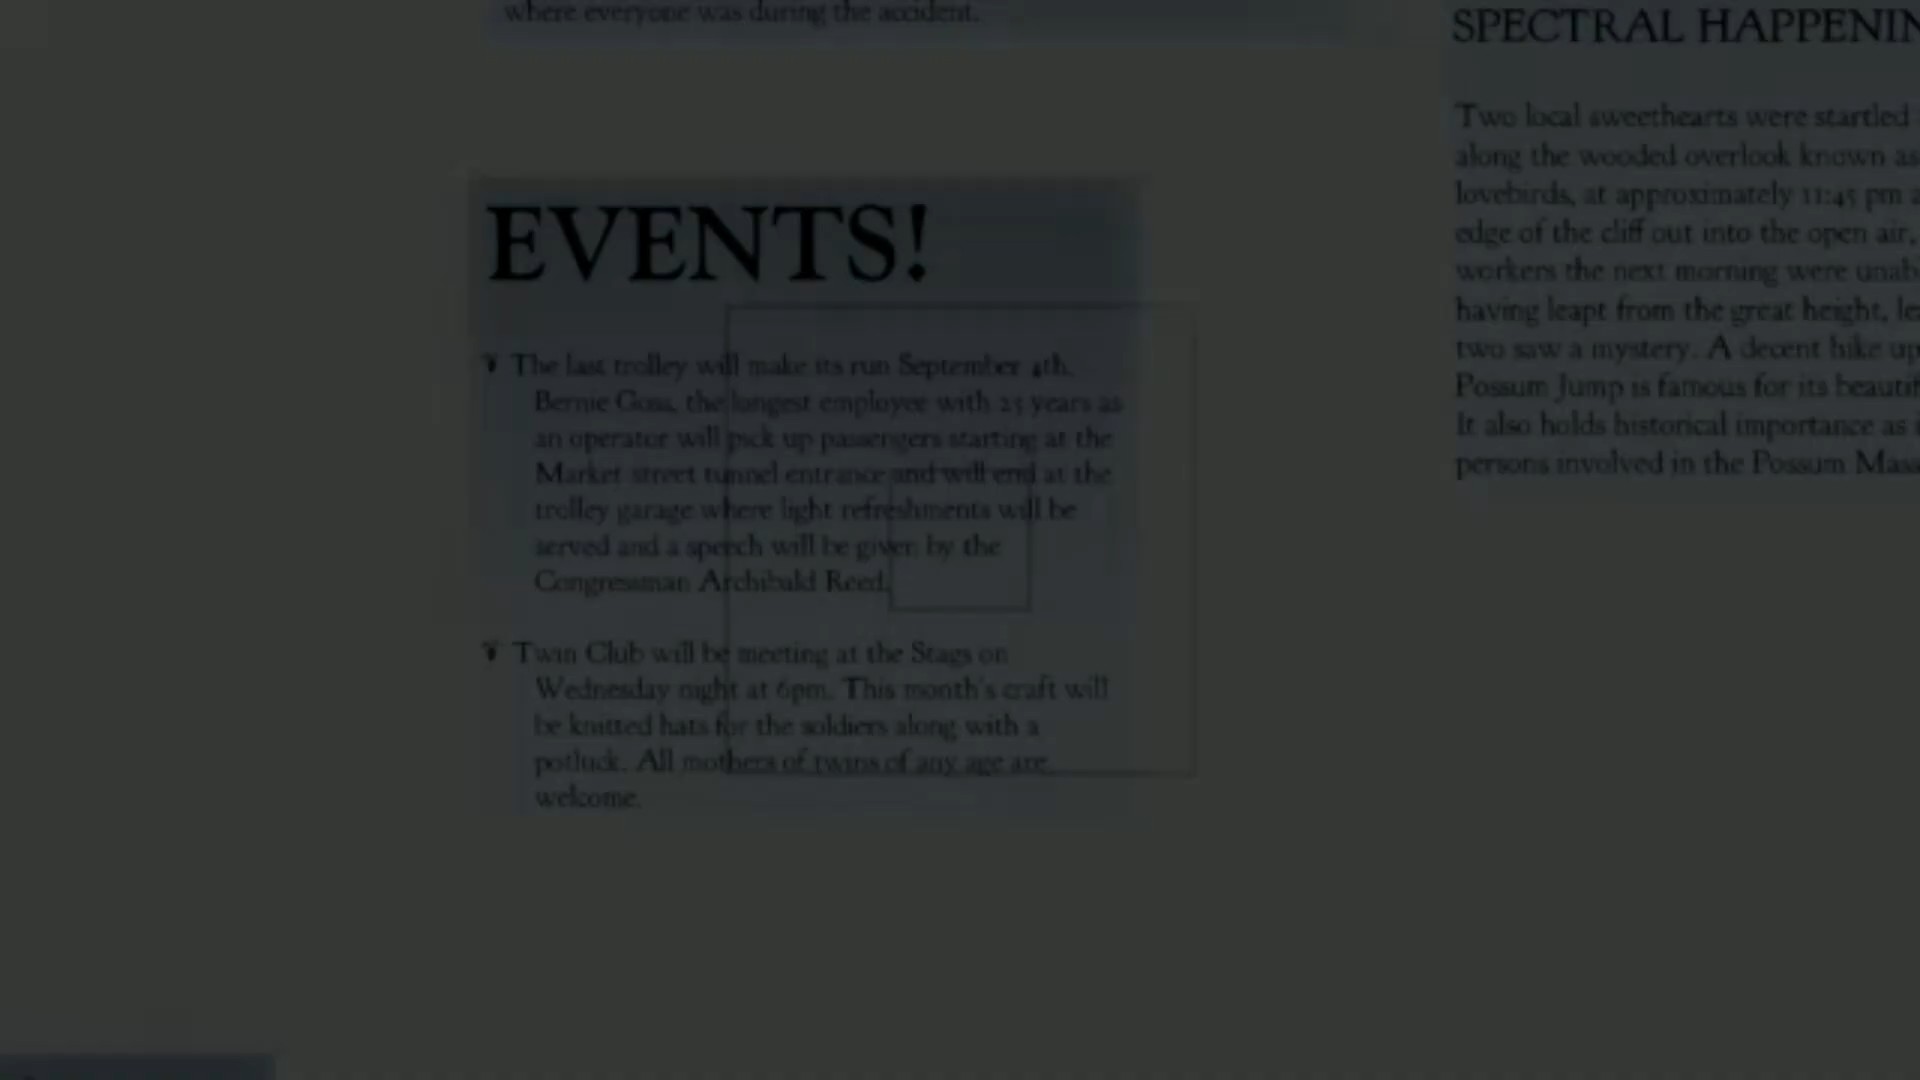 where everyone was during the accident.
EVENTS!
The last trolley will make its run September 4th.
Bernie Goss, the longest employee with 25 years as
an operator will pick up passengers starting at the
Market street tunnel entrance and will end at the
trolley garage where light refreshments will be
served and a speech will be given by the
Congressman Archibald Reed.
Twin Club will be meeting at the Stags on
Wednesday night at 6pm. This month's craft will
be knitted hats for the soldiers along with a
potluck. All mothers of twins of any age are
welcome.
SPECTRAL HAPPENIN
Two local sweethearts were startled
along the wooded overlook known as
lovebirds, at approximately 11:45 pm a
edge of the cliff out into the open air,
workers the next morning were unab
having leapt from the great height, le
two saw a mystery. A decent hike up
Possum Jump is famous for its beautif
It also holds historical importance as i
persons involved in the Possum Mass